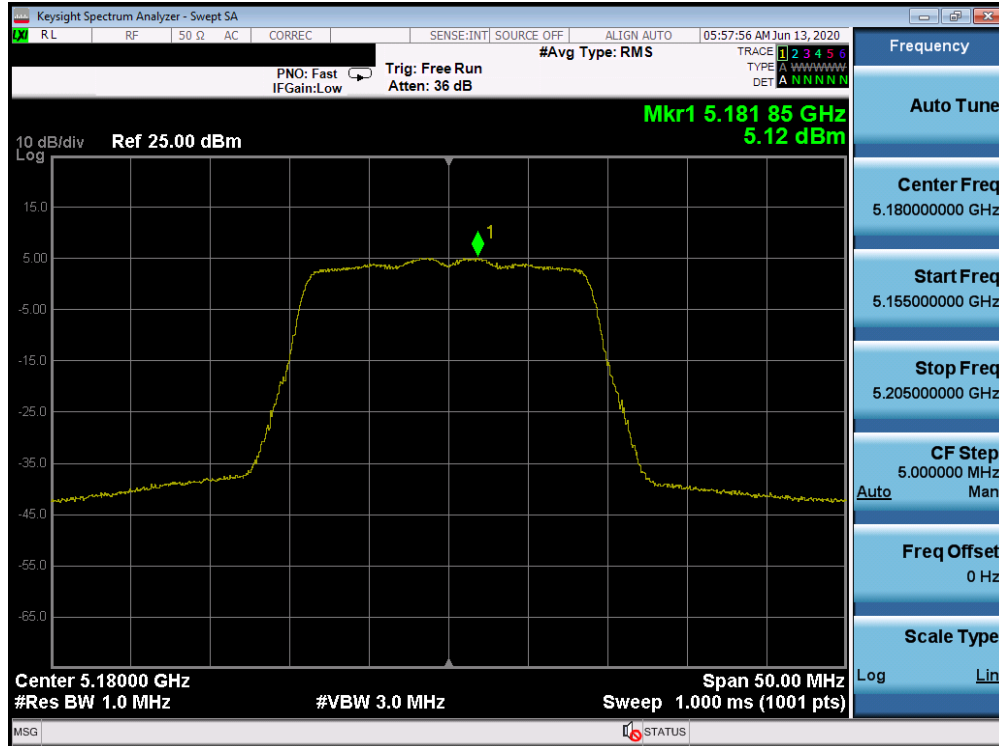 Keysight Spectrum Analyzer - Swept SA
LXI RL RF 50 Ω AC CORREC SENSE:INT SOURCE OFF ALIGN AUTO 05:57:56 AM Jun 13, 2020
#Avg Type: RMS
TRACE 1 2 3 4 5 6
TYPE A WWWWW
DET A N N N N N
PNO: Fast
IFGain:Low
Trig: Free Run
Atten: 36 dB
Mkr1 5.181 85 GHz
5.12 dBm
10 dB/div
Log
Ref 25.00 dBm
1
15.0
5.00
-5.00
-15.0
-25.0
-35.0
-45.0
-55.0
-65.0
Center 5.18000 GHz
#Res BW 1.0 MHz
#VBW 3.0 MHz
Span 50.00 MHz
Sweep 1.000 ms (1001 pts)
MSG
STATUS
Frequency
Auto Tune
Center Freq
5.180000000 GHz
Start Freq
5.155000000 GHz
Stop Freq
5.205000000 GHz
CF Step
5.000000 MHz
Auto Man
Freq Offset
0 Hz
Scale Type
Log Lin